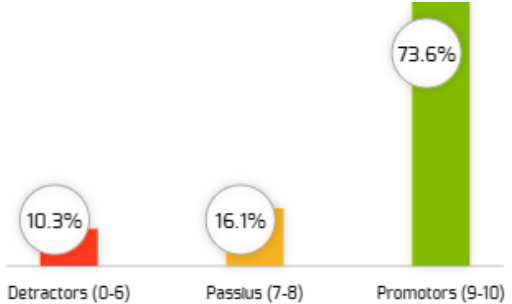 73.6%
10.3%
16.1%
Detractors (0-6)
Passius (7-8)
Promotors (9-10)